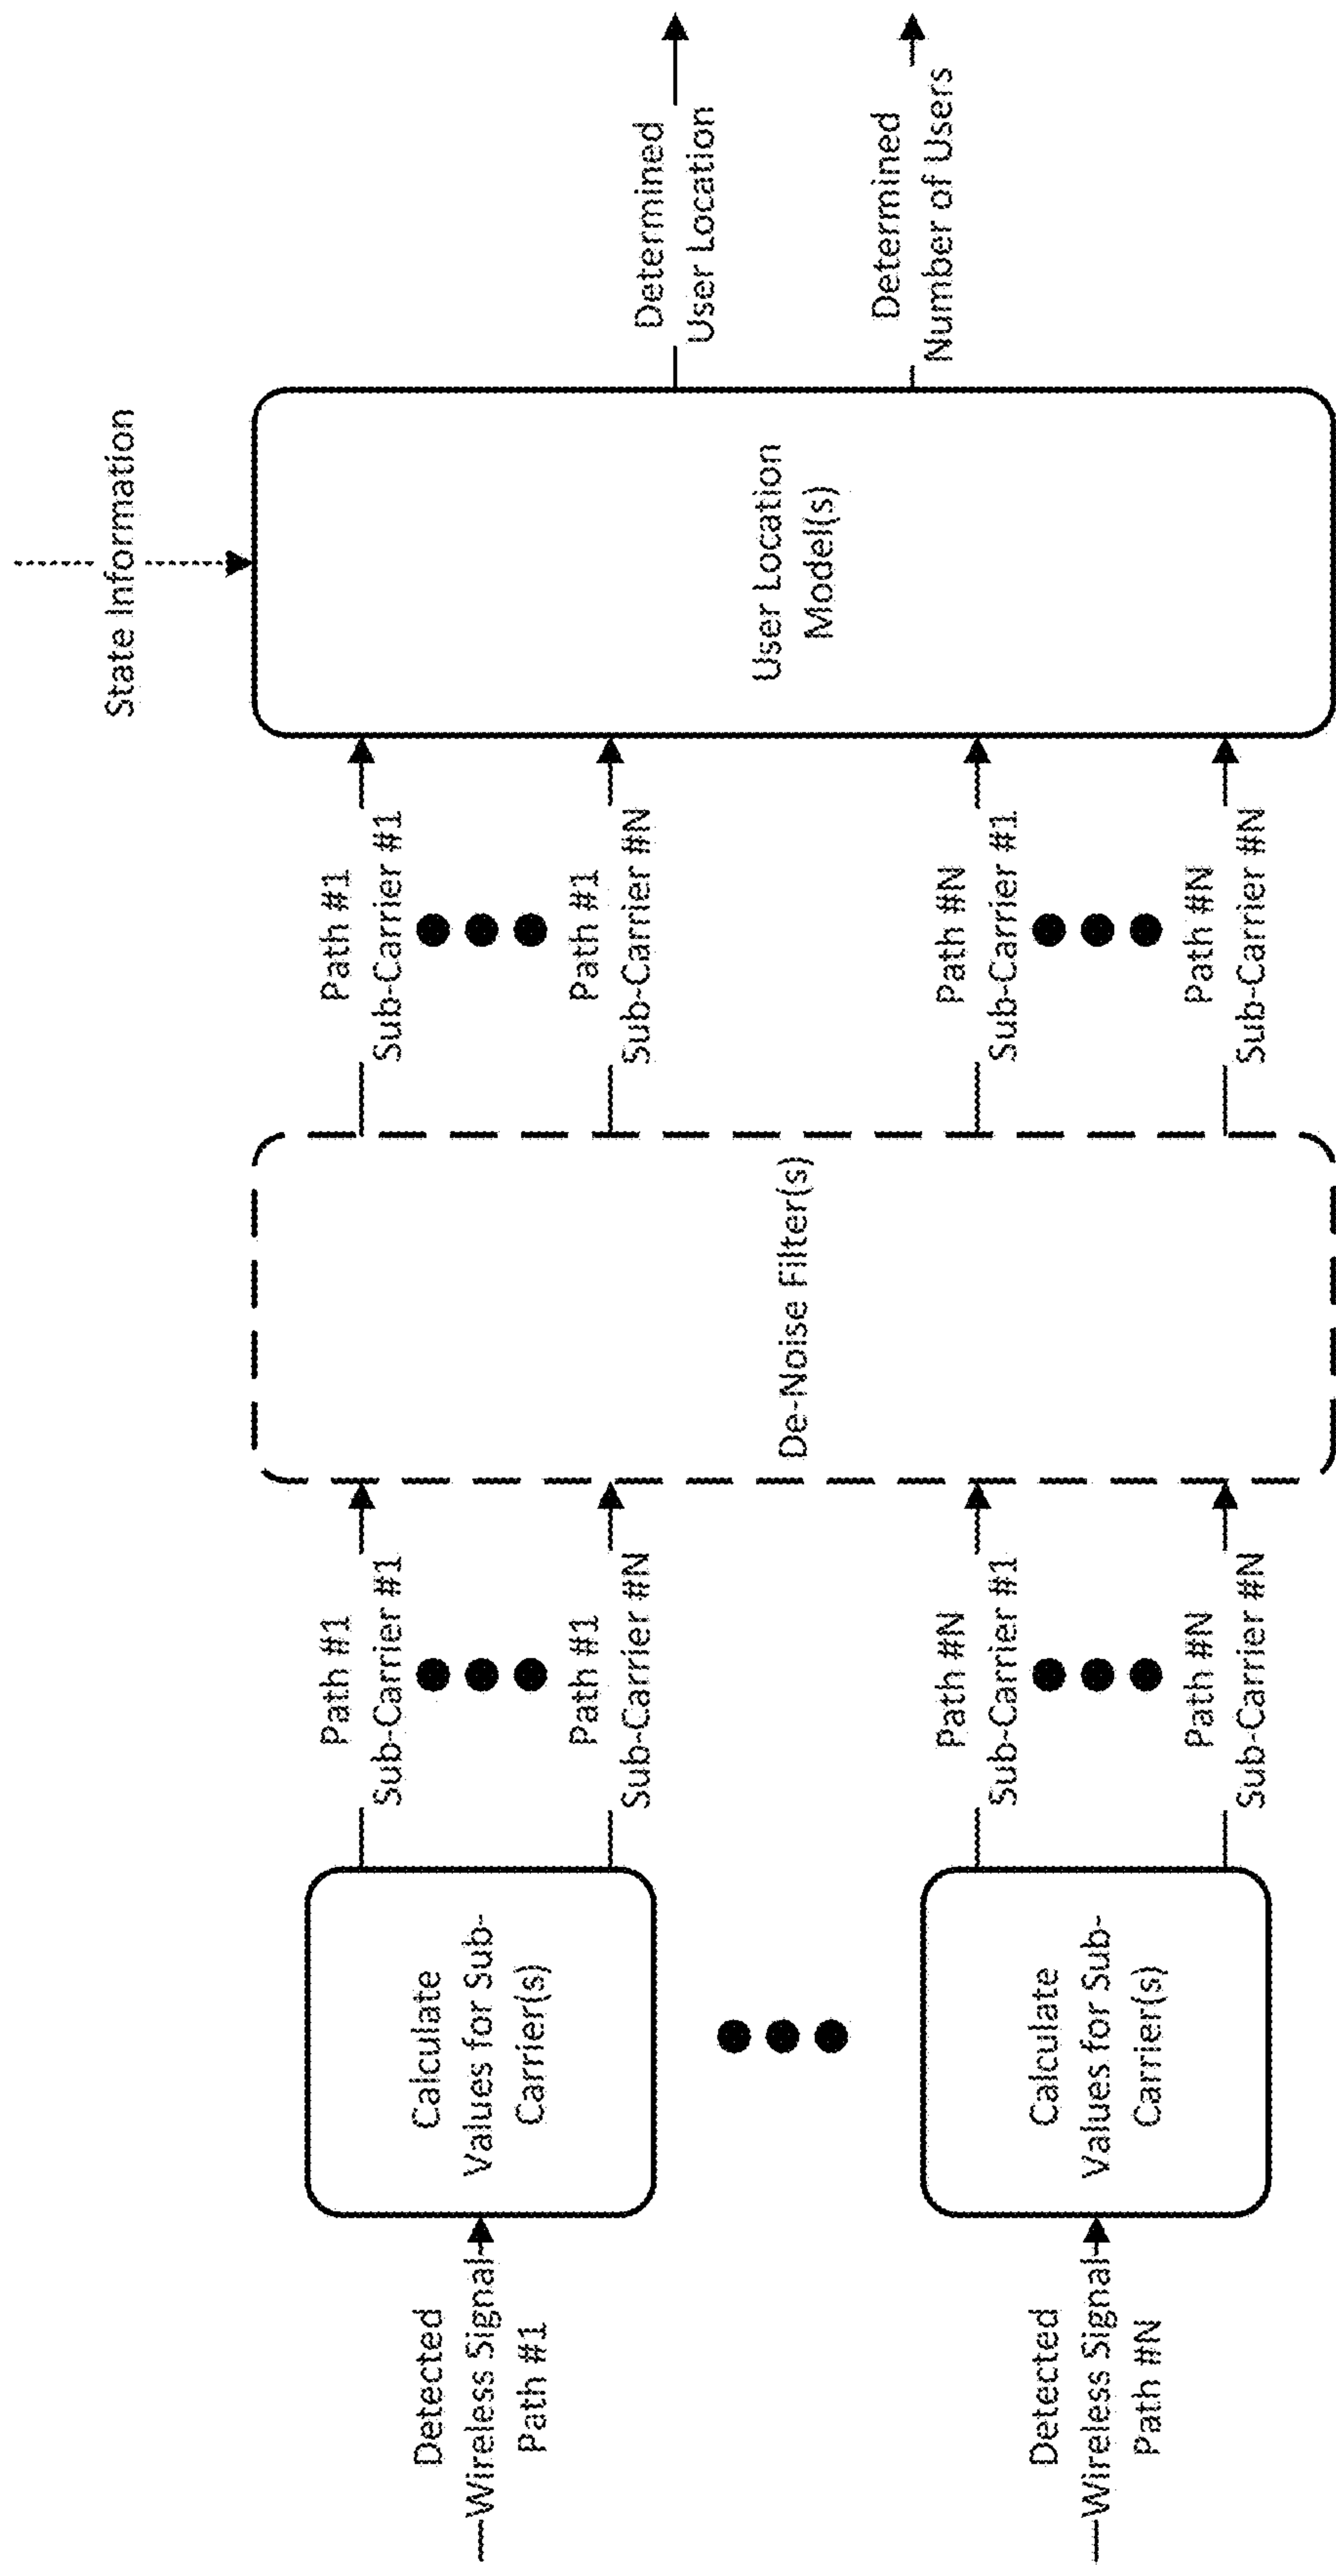 Detected
Wireless Signal
Path #1
Calculate
Values for Sub-
Carrier(s)
Path #1
Sub-Carrier #1
Path #1
Sub-Carrier #N
Detected
Wireless Signal
Path #N
Calculate
Values for Sub-
Carrier(s)
Path #N
Sub-Carrier #1
Path #N
Sub-Carrier #N
De-Noise Filter(s)
Path #1
Sub-Carrier #1
Path #1
Sub-Carrier #N
Path #N
Sub-Carrier #1
Path #N
Sub-Carrier #N
State Information
User Location
Model(s)
Determined
User Location
Determined
Number of Users